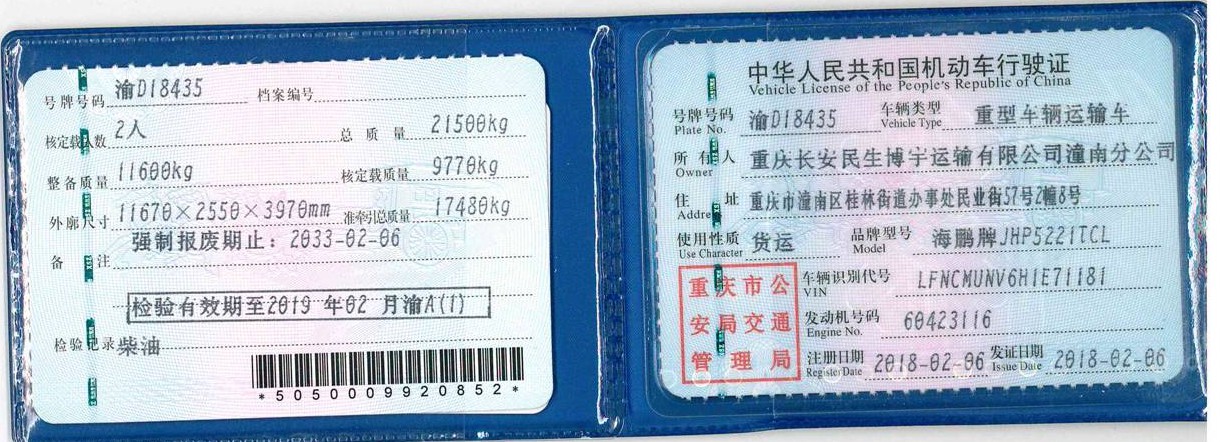 号牌号码 渝D18435 档案编号
核定载人数 2人 总质量 21500kg
整备质量 11600kg 核定载质量 9770kg
外廓尺寸 11670×2550×3970mm 准牵引总质量 17480kg
强制报废期止：2033-02-06
备注
检验有效期至2019 年02 月渝A(1)
检验记录 柴油
*5050009920852*
中华人民共和国机动车行驶证
Vehicle License of the People's Republic of China
号牌号码 渝D18435 车辆类型 重型车辆运输车
Plate No. Vehicle Type
所有人 重庆长安民生博宇运输有限公司潼南分公司
Owner
住址 重庆市潼南区桂林街道办事处民业街57号2幢8号
Address
使用性质 货运 品牌型号 海鹏牌JHP5221TCL
Use Character Model
重庆市公
安局交通
管理局
车辆识别代号 LFNCMUNV6H1E71181
VIN
发动机号码 60423116
Engine No.
注册日期 2018-02-06 发证日期 2018-02-06
Register Date Issue Date